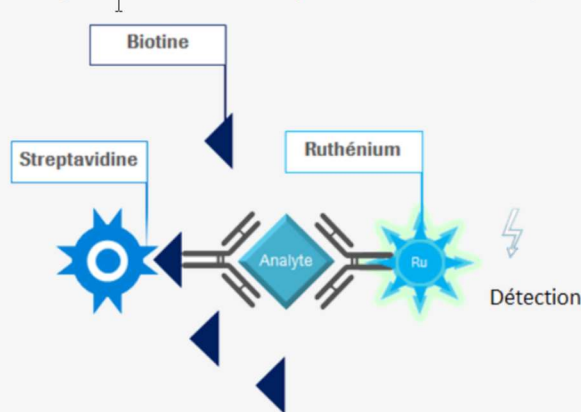 Biotine
Streptavidine
Ruthénium
Analyte
Ru
Détection